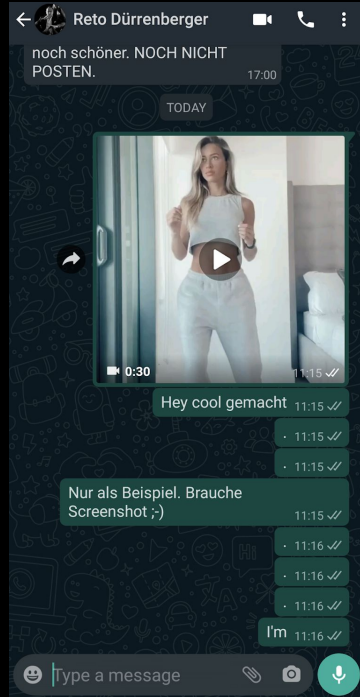 Reto Dürrenberger
noch schöner. NOCH NICHT
POSTEN.
17:00
TODAY
0:30
11:15
Hey cool gemacht 11:15
. 11:15
. 11:15
Nur als Beispiel. Brauche
Screenshot ;-)
11:15
. 11:16
. 11:16
. 11:16
I'm 11:16
Type a message